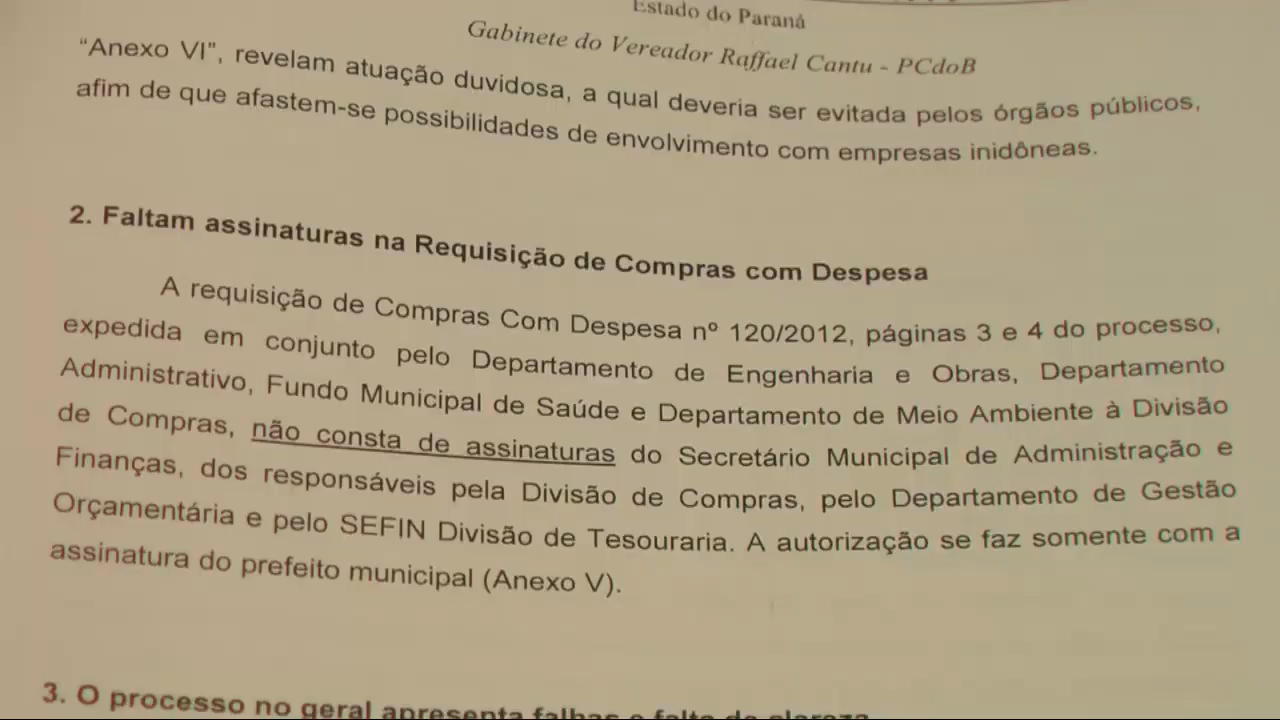 Estado do Paraná
Gabinete do Vereador Raffael Cantu - PCdoB
“Anexo VI”, revelam atuação duvidosa, a qual deveria ser evitada pelos órgãos públicos,
afim de que afastem-se possibilidades de envolvimento com empresas inidôneas.
2. Faltam assinaturas na Requisição de Compras com Despesa
A requisição de Compras Com Despesa nº 120/2012, páginas 3 e 4 do processo,
expedida em conjunto pelo Departamento de Engenharia e Obras, Departamento
Administrativo, Fundo Municipal de Saúde e Departamento de Meio Ambiente à Divisão
de Compras, não consta de assinaturas do Secretário Municipal de Administração e
Finanças, dos responsáveis pela Divisão de Compras, pelo Departamento de Gestão
Orçamentária e pelo SEFIN Divisão de Tesouraria. A autorização se faz somente com a
assinatura do prefeito municipal (Anexo V).
3. O processo no geral apresenta falhas e falta de clareza